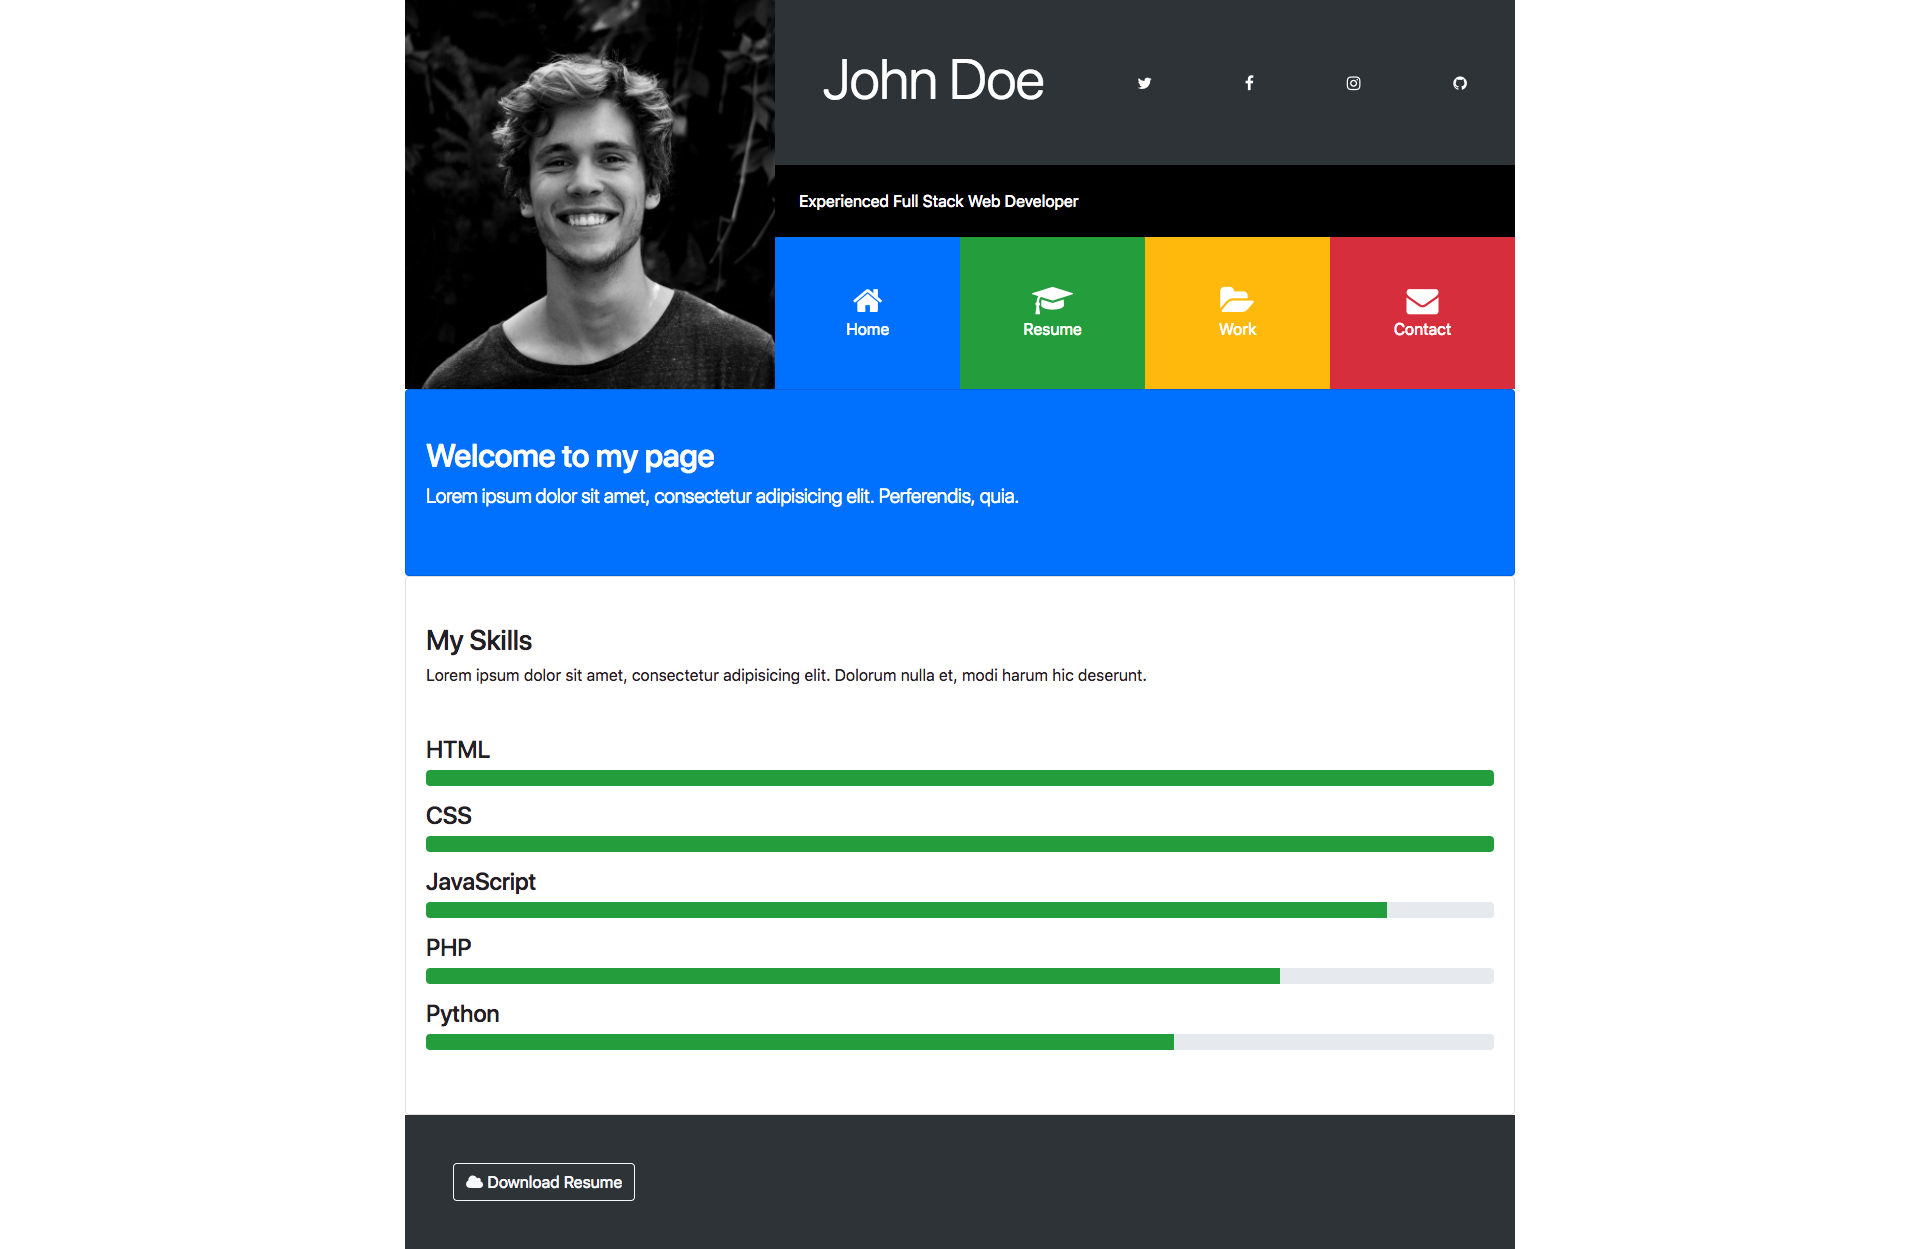 John Doe
Experienced Full Stack Web Developer
Home
Resume
Work
Contact
Welcome to my page
Lorem ipsum dolor sit amet, consectetur adipisicing elit. Perferendis, quia.
My Skills
Lorem ipsum dolor sit amet, consectetur adipisicing elit. Dolorum nulla et, modi harum hic deserunt.
HTML
CSS
JavaScript
PHP
Python
Download Resume